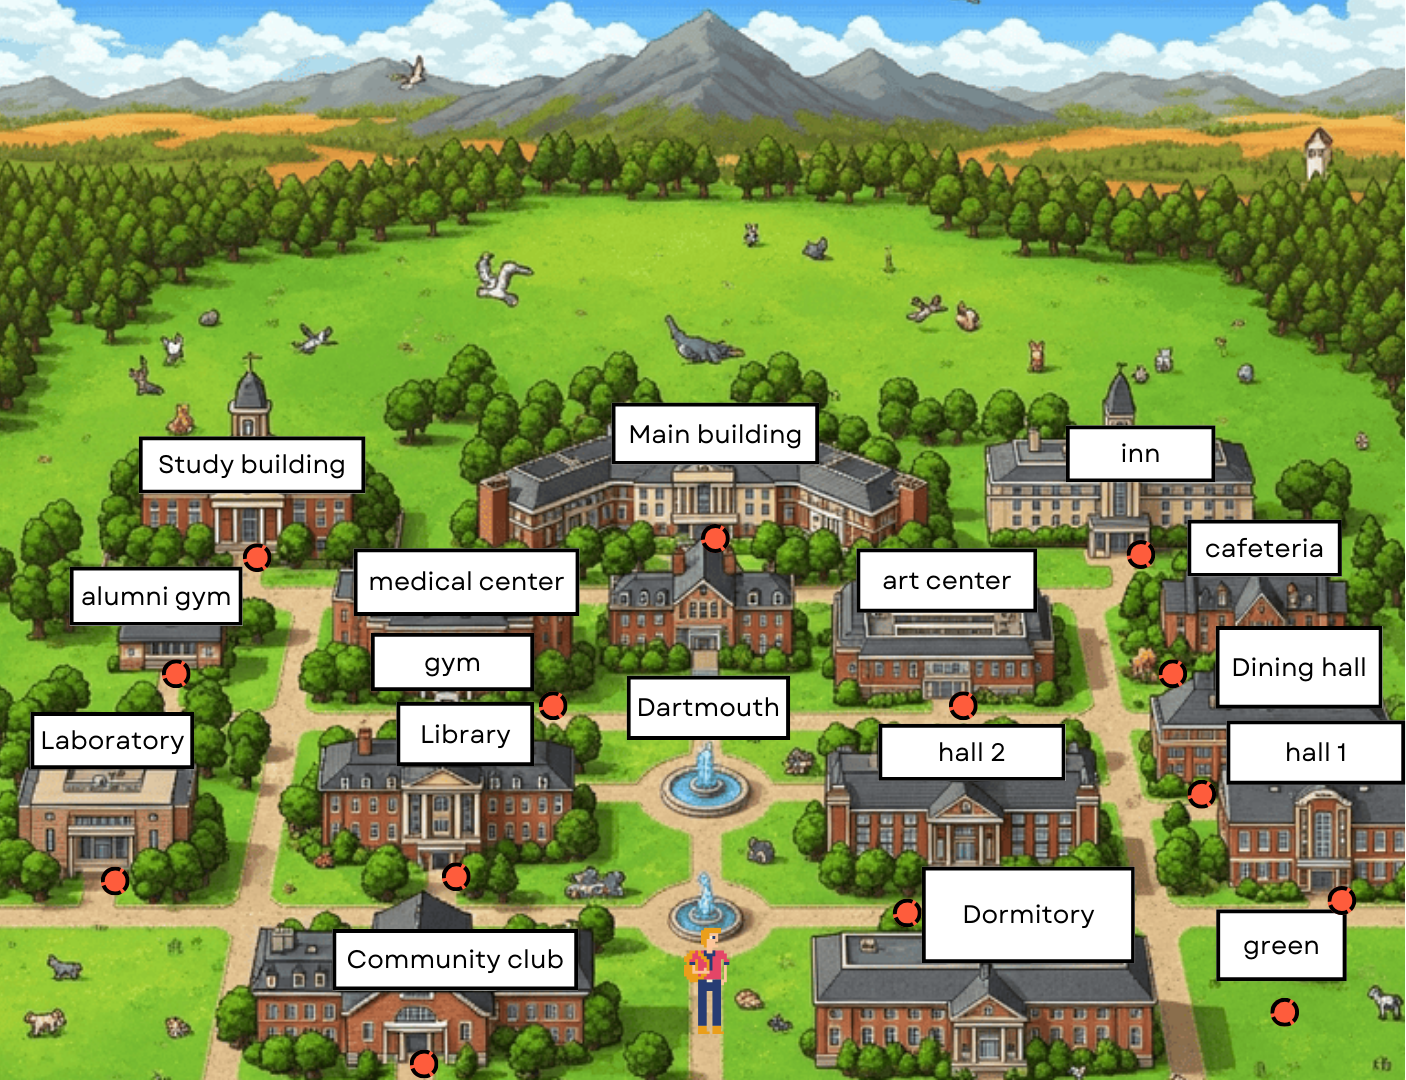 Main building
inn
Study building
cafeteria
medical center
art center
alumni gym
gym
Dining hall
Dartmouth
Library
Laboratory
hall 2
hall 1
Dormitory
green
Community club